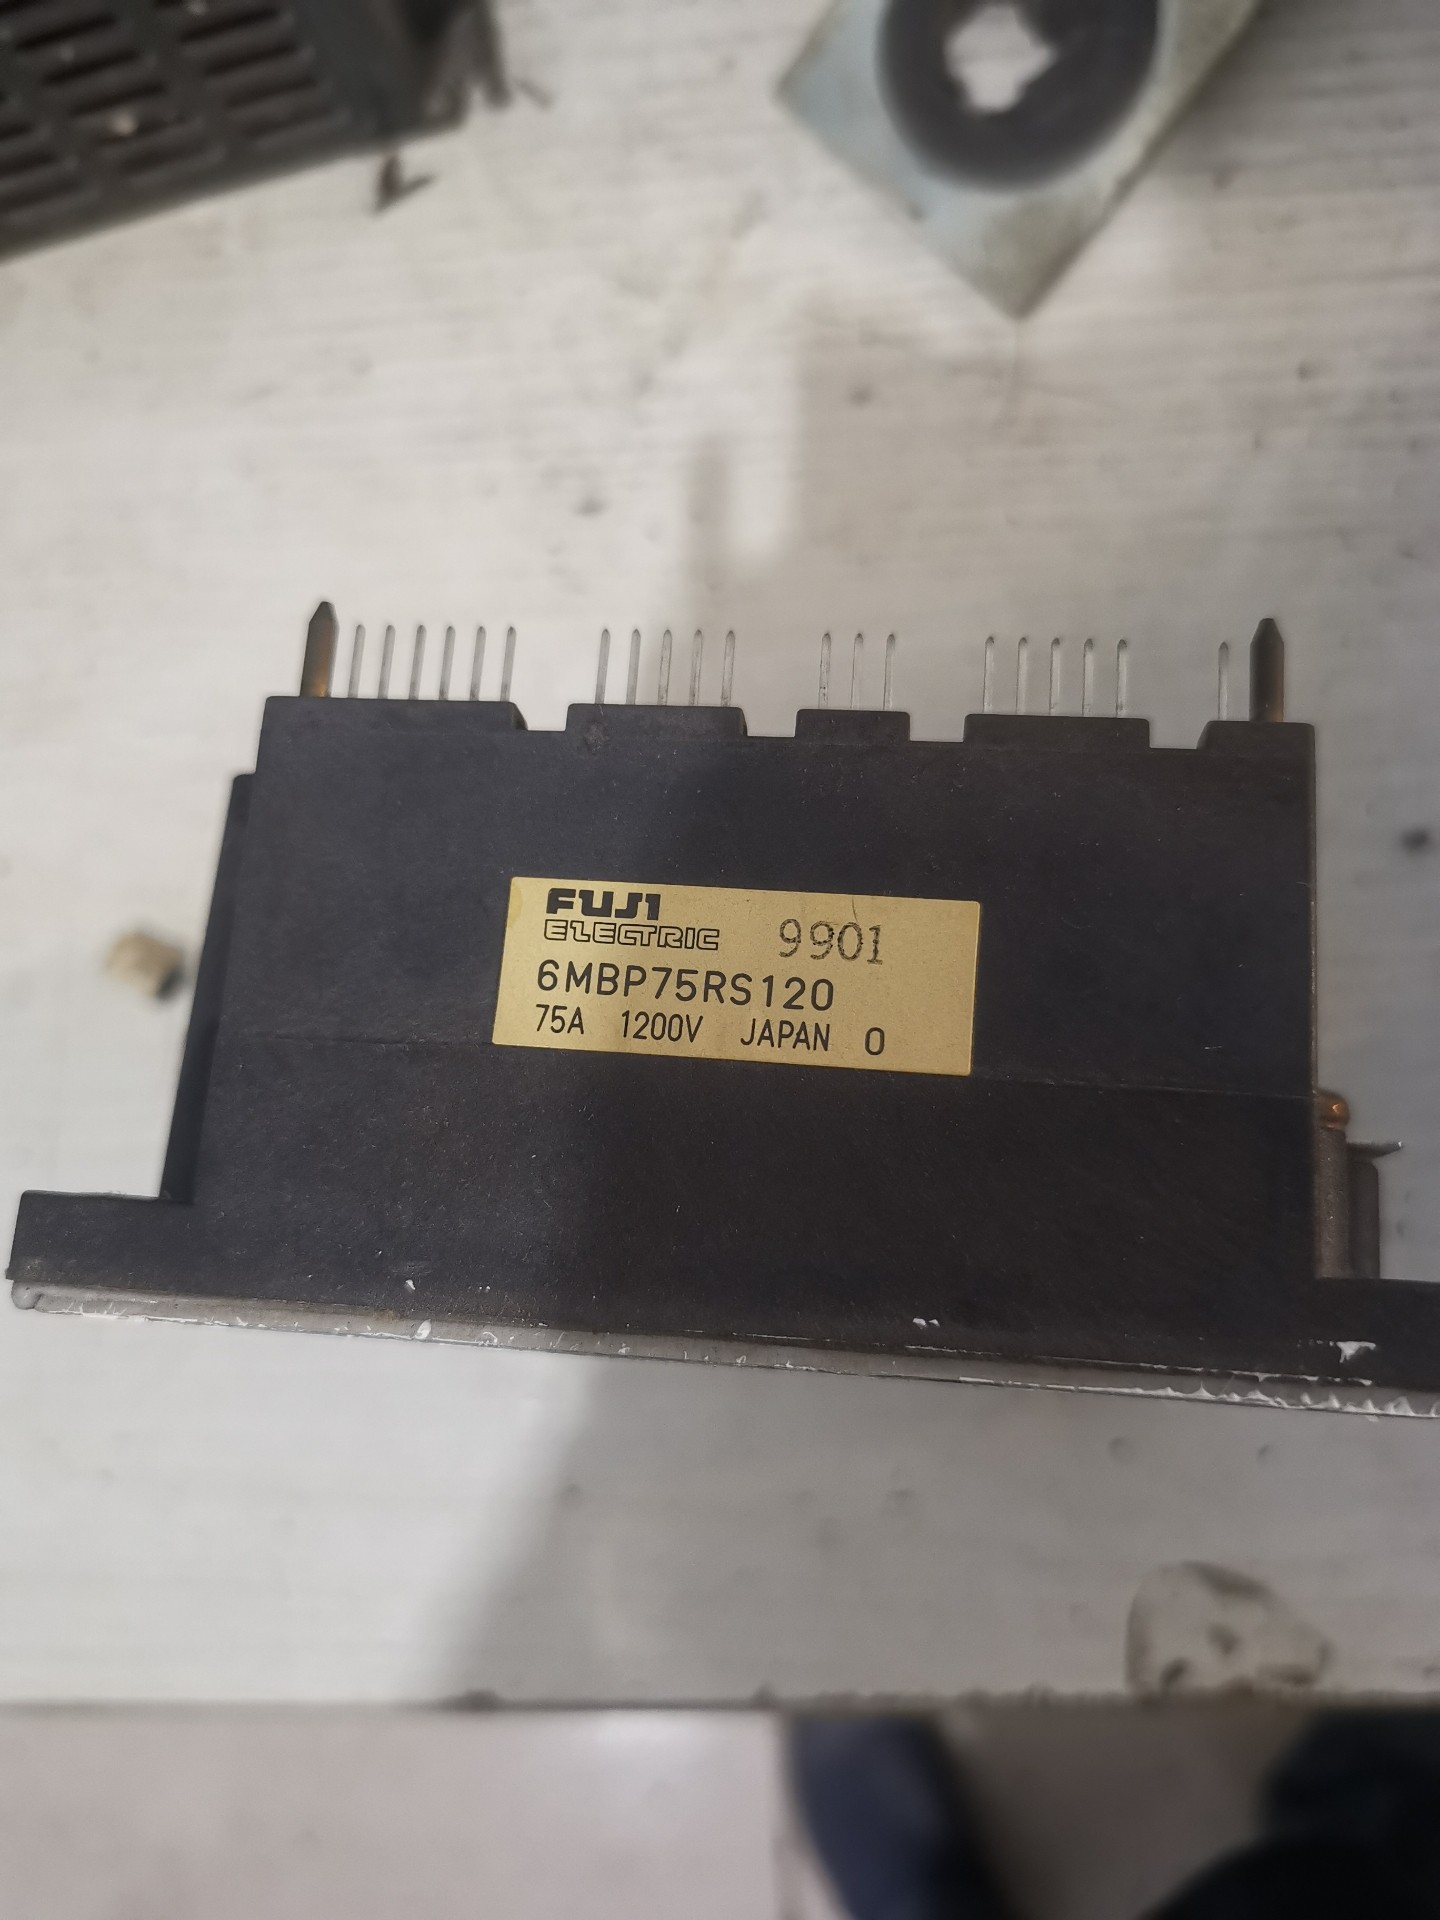 FUJI
ELECTRIC 9901
6MBP75RS120
75A 1200V JAPAN 0